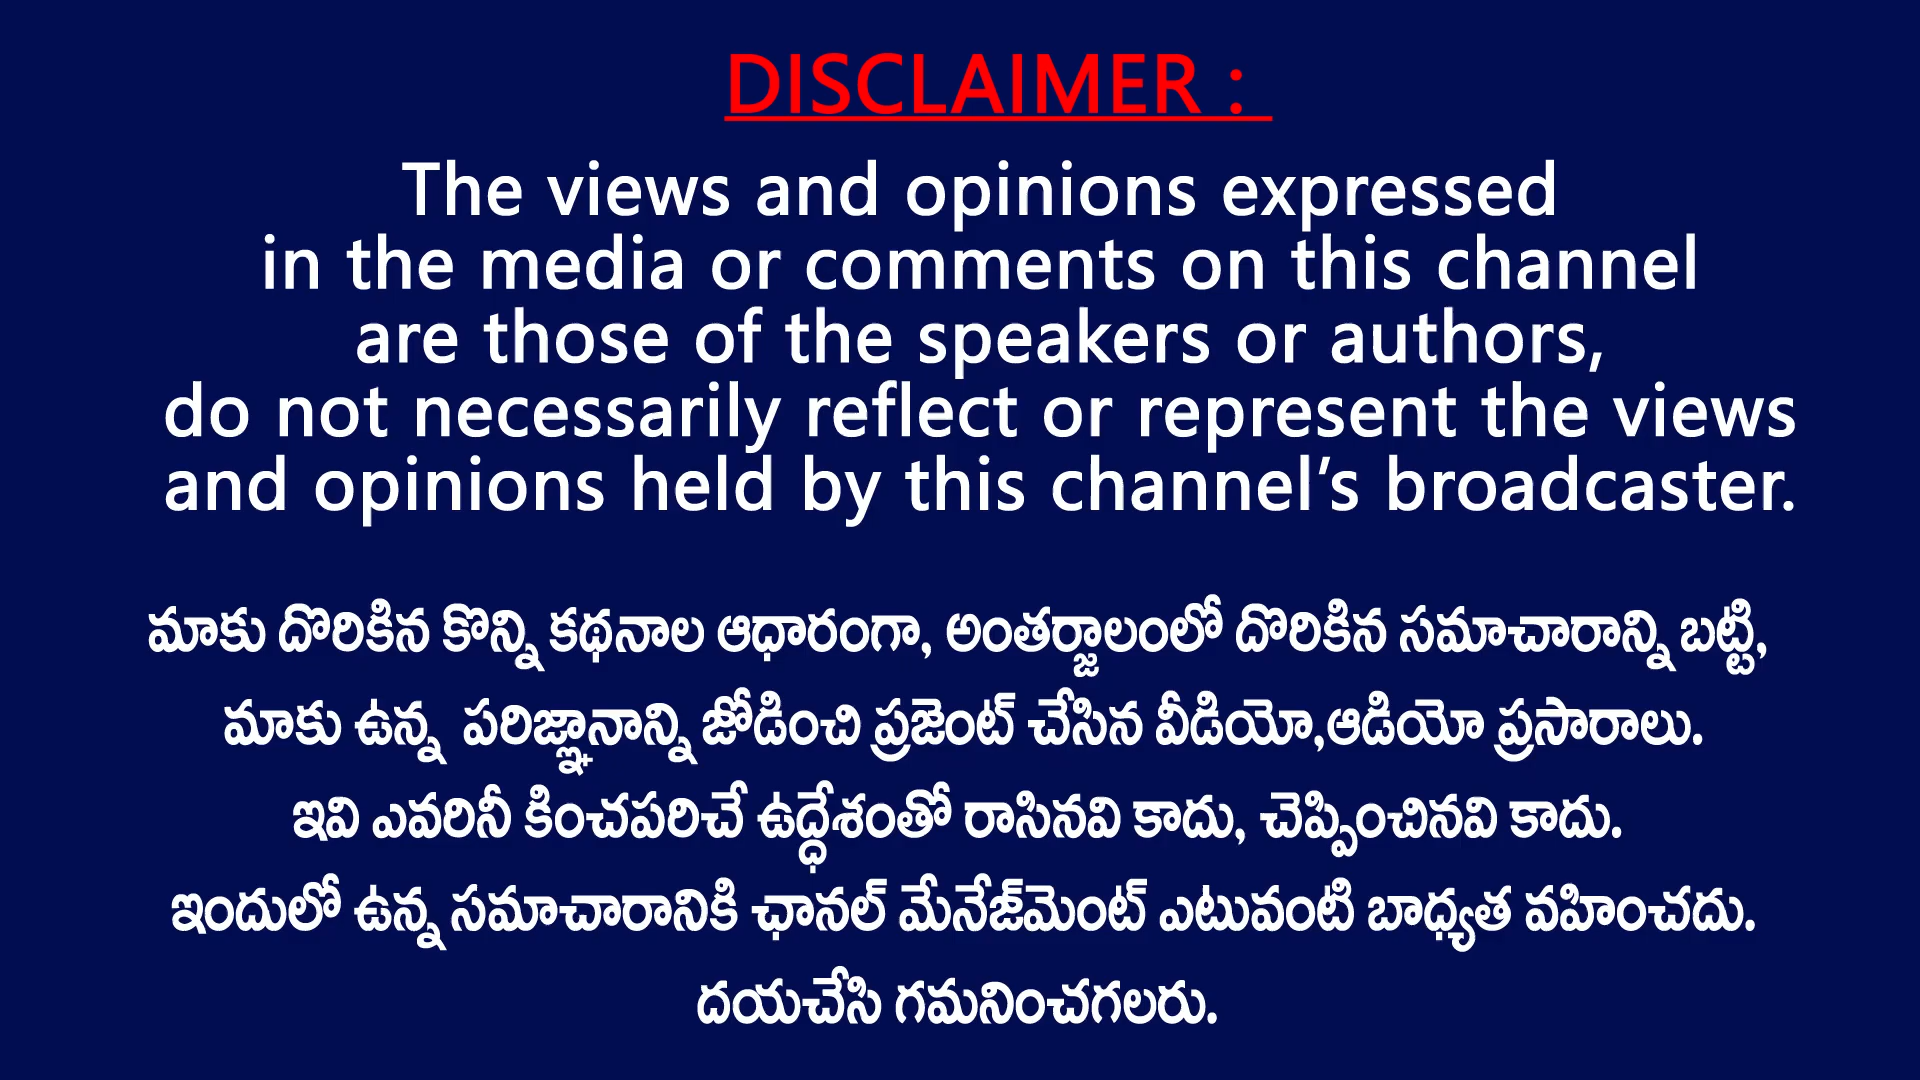 DISCLAIMER :
The views and opinions expressed
in the media or comments on this channel
are those of the speakers or authors,
do not necessarily reflect or represent the views
and opinions held by this channel’s broadcaster.
మాకు దొరికిన కొన్ని కథనాల ఆధారంగా, అంతర్జాలంలో దొరికిన సమాచారాన్ని బట్టి,
మాకు ఉన్న పరిజ్ఞానాన్ని జోడించి ప్రజెంట్ చేసిన వీడియో,ఆడియో ప్రసారాలు.
ఇవి ఎవరినీ కించపరిచే ఉద్ధేశంతో రాసినవి కాదు, చెప్పించినవి కాదు.
ఇందులో ఉన్న సమాచారానికి ఛానల్ మేనేజ్‌మెంట్ ఎటువంటి బాధ్యత వహించదు.
దయచేసి గమనించగలరు.